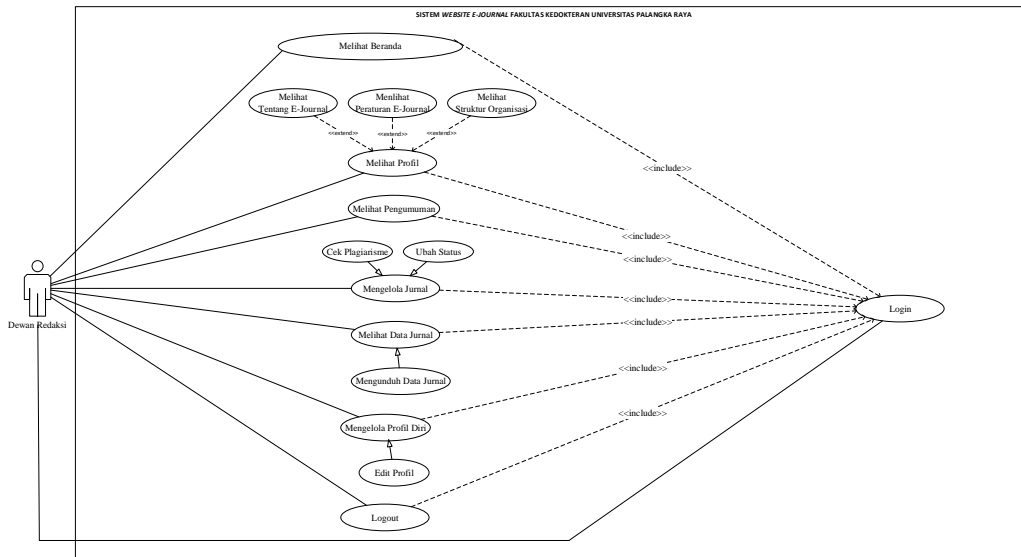 SISTEM WEBSITE E-JOURNAL FAKULTAS KEDOKTERAN UNIVERSITAS PALANGKA RAYA
Melihat Beranda
Melihat
Tentang E-Journal
Menlihat
Peraturan E-Journal
Melihat
Struktur Organisasi
<<extend>>
<<extend>>
<<extend>>
Melihat Profil
<<include>>
Melihat Pengumuman
<<include>>
<<include>>
Cek Plagiarisme
Ubah Status
Mengelola Jurnal
<<include>>
Login
Dewan Redaksi
Melihat Data Jurnal
<<include>>
Mengunduh Data Jurnal
<<include>>
Mengelola Profil Diri
<<include>>
Edit Profil
Logout